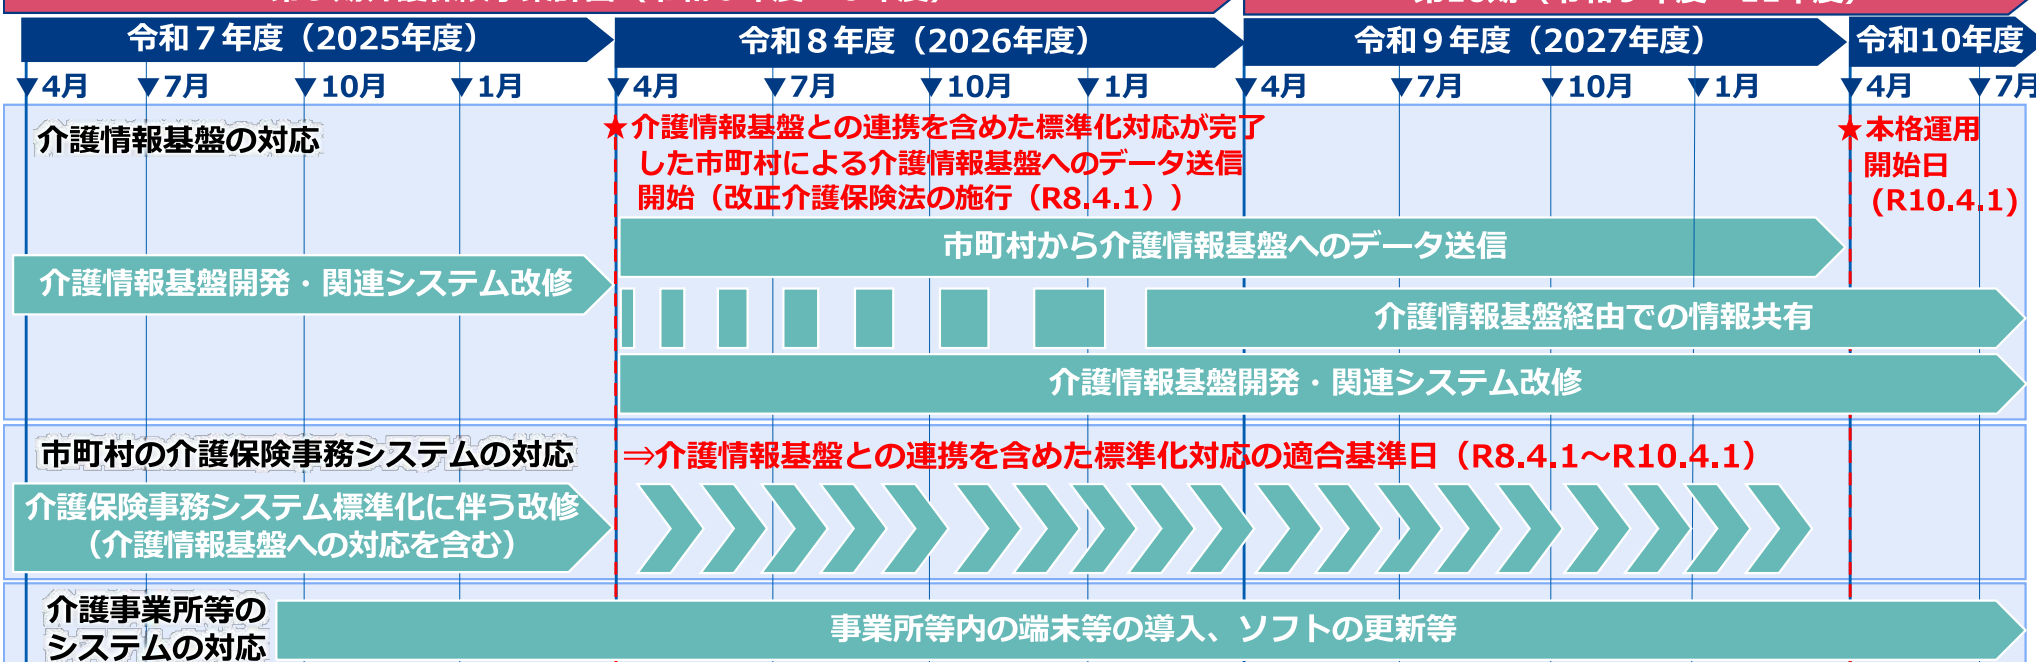 令和７年度（2025年度）
令和８年度（2026年度）
令和９年度（2027年度）
令和10年度
▼4月 ▼7月 ▼10月 ▼1月 ▼4月 ▼7月 ▼10月 ▼1月 ▼4月 ▼7月 ▼10月 ▼1月 ▼4月 ▼7月
介護情報基盤の対応
★介護情報基盤との連携を含めた標準化対応が完了
した市町村による介護情報基盤へのデータ送信
開始（改正介護保険法の施行（R8.4.1））
★本格運用
開始日
(R10.4.1)
市町村から介護情報基盤へのデータ送信
介護情報基盤開発・関連システム改修
介護情報基盤経由での情報共有
介護情報基盤開発・関連システム改修
市町村の介護保険事務システムの対応
⇒介護情報基盤との連携を含めた標準化対応の適合基準日（R8.4.1～R10.4.1）
介護保険事務システム標準化に伴う改修
（介護情報基盤への対応を含む）
介護事業所等の
システムの対応
事業所等内の端末等の導入、ソフトの更新等